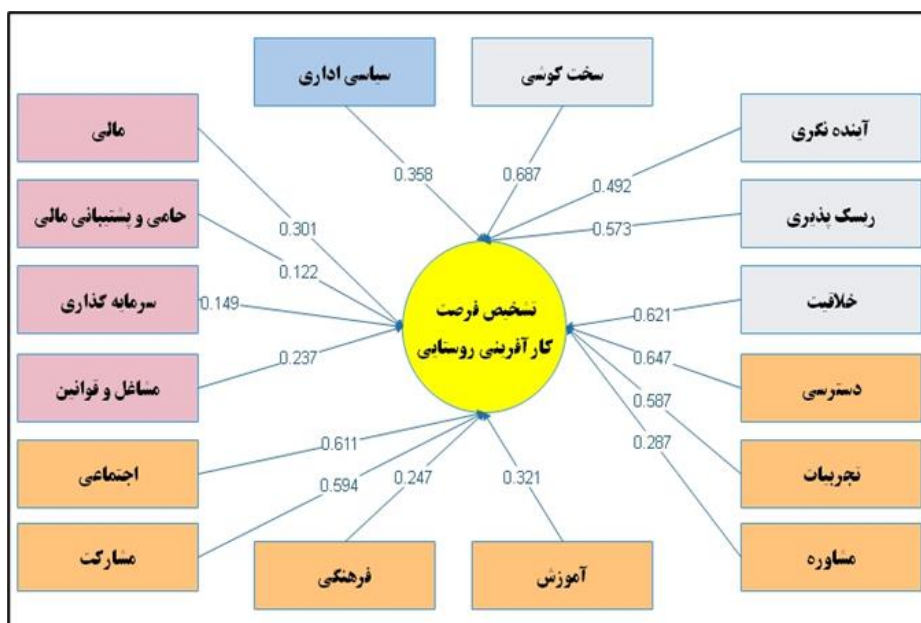 سخت کوشی
سیاسی اداری
آینده نگری
مالی
0.358
0.687
0.492
ریسک پذیری
حامی و پشتیبانی مالی
0.301
0.573
0.122
خلاقیت
سرمایه گذاری
0.149
تشخیص فرصت
کارآفرینی روستایی
0.621
0.647
دسترسی
مشاغل و قوانین
0.237
0.587
0.287
اجتماعی
0.611
تجربیات
0.594
0.247
0.321
مشارکت
فرهنگی
آموزش
مشاوره